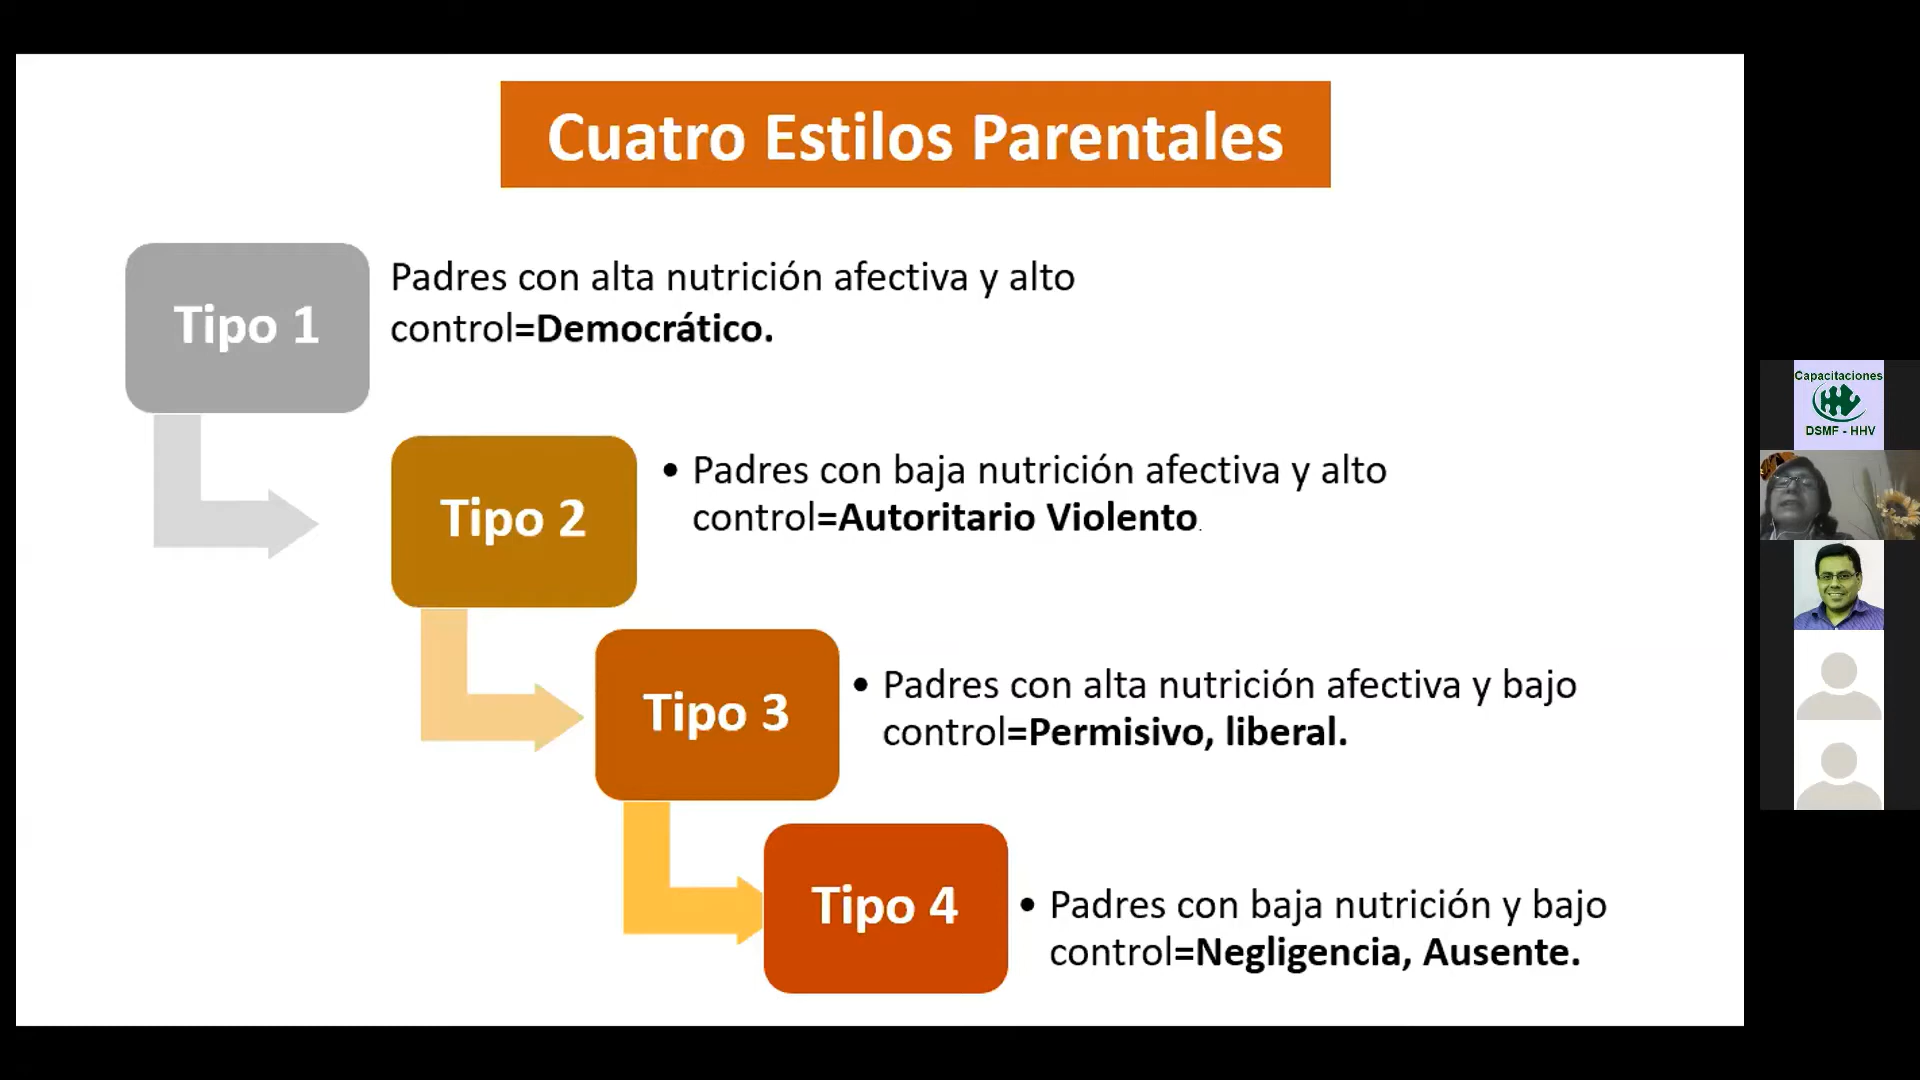 Cuatro Estilos Parentales
Tipo 1
Padres con alta nutrición afectiva y alto
control=Democrático.
Tipo 2
• Padres con baja nutrición afectiva y alto
control=Autoritario Violento.
Tipo 3
• Padres con alta nutrición afectiva y bajo
control=Permisivo, liberal.
Tipo 4
• Padres con baja nutrición y bajo
control=Negligencia, Ausente.
Capacitaciones
DSMF - HHV